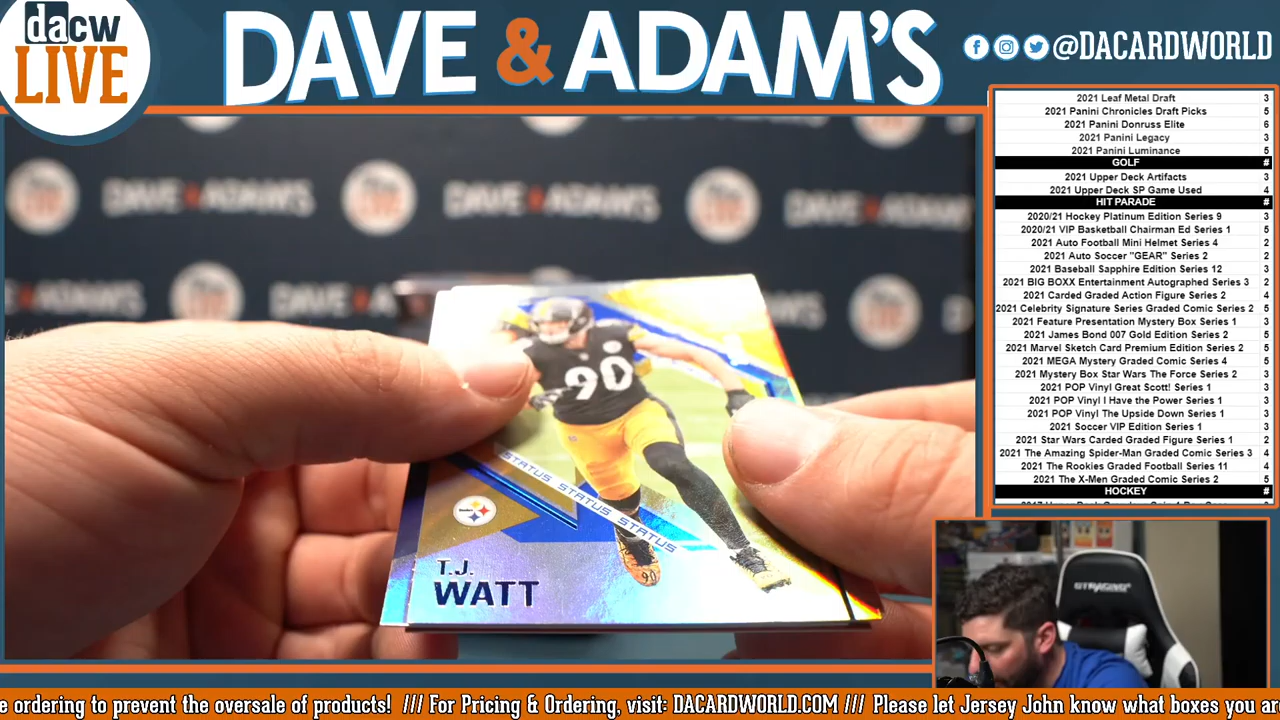 dacw
LIVE
DAVE & ADAM'S
@DACARDWORLD
2021 Leaf Metal Draft 3
2021 Panini Chronicles Draft Picks 5
2021 Panini Donruss Elite 6
2021 Panini Legacy 3
2021 Panini Luminance 5
GOLF #
2021 Upper Deck Artifacts 3
2021 Upper Deck SP Game Used 4
HIT PARADE #
2020/21 Hockey Platinum Edition Series 9 3
2020/21 VIP Basketball Chairman Ed Series 1 5
2021 Auto Football Mini Helmet Series 4 2
2021 Auto Soccer "GEAR" Series 2 2
2021 Baseball Sapphire Edition Series 12 3
2021 BIG BOXX Entertainment Autographed Series 3 2
2021 Carded Graded Action Figure Series 2 4
2021 Celebrity Signature Series Graded Comic Series 2 5
2021 Feature Presentation Mystery Box Series 1 3
2021 James Bond 007 Gold Edition Series 2 5
2021 Marvel Sketch Card Premium Edition Series 2 5
2021 MEGA Mystery Graded Comic Series 4 5
2021 Mystery Box Star Wars The Force Series 2 3
2021 POP Vinyl Great Scott! Series 1 3
2021 POP Vinyl I Have the Power Series 1 3
2021 POP Vinyl The Upside Down Series 1 3
2021 Soccer VIP Edition Series 1 3
2021 Star Wars Carded Graded Figure Series 1 2
2021 The Amazing Spider-Man Graded Comic Series 3 4
2021 The Rookies Graded Football Series 11 4
2021 The X-Men Graded Comic Series 2 5
HOCKEY #
DAVE & ADAM'S
DAVE & ADAM'S
DAVE & ADAM'S
DAVE & A
90
STATUS STATUS STATUS
90
Steelers
T.J.
WATT
e ordering to prevent the oversale of products! /// For Pricing & Ordering, visit: DACARDWORLD.COM /// Please let Jersey John know what boxes you are